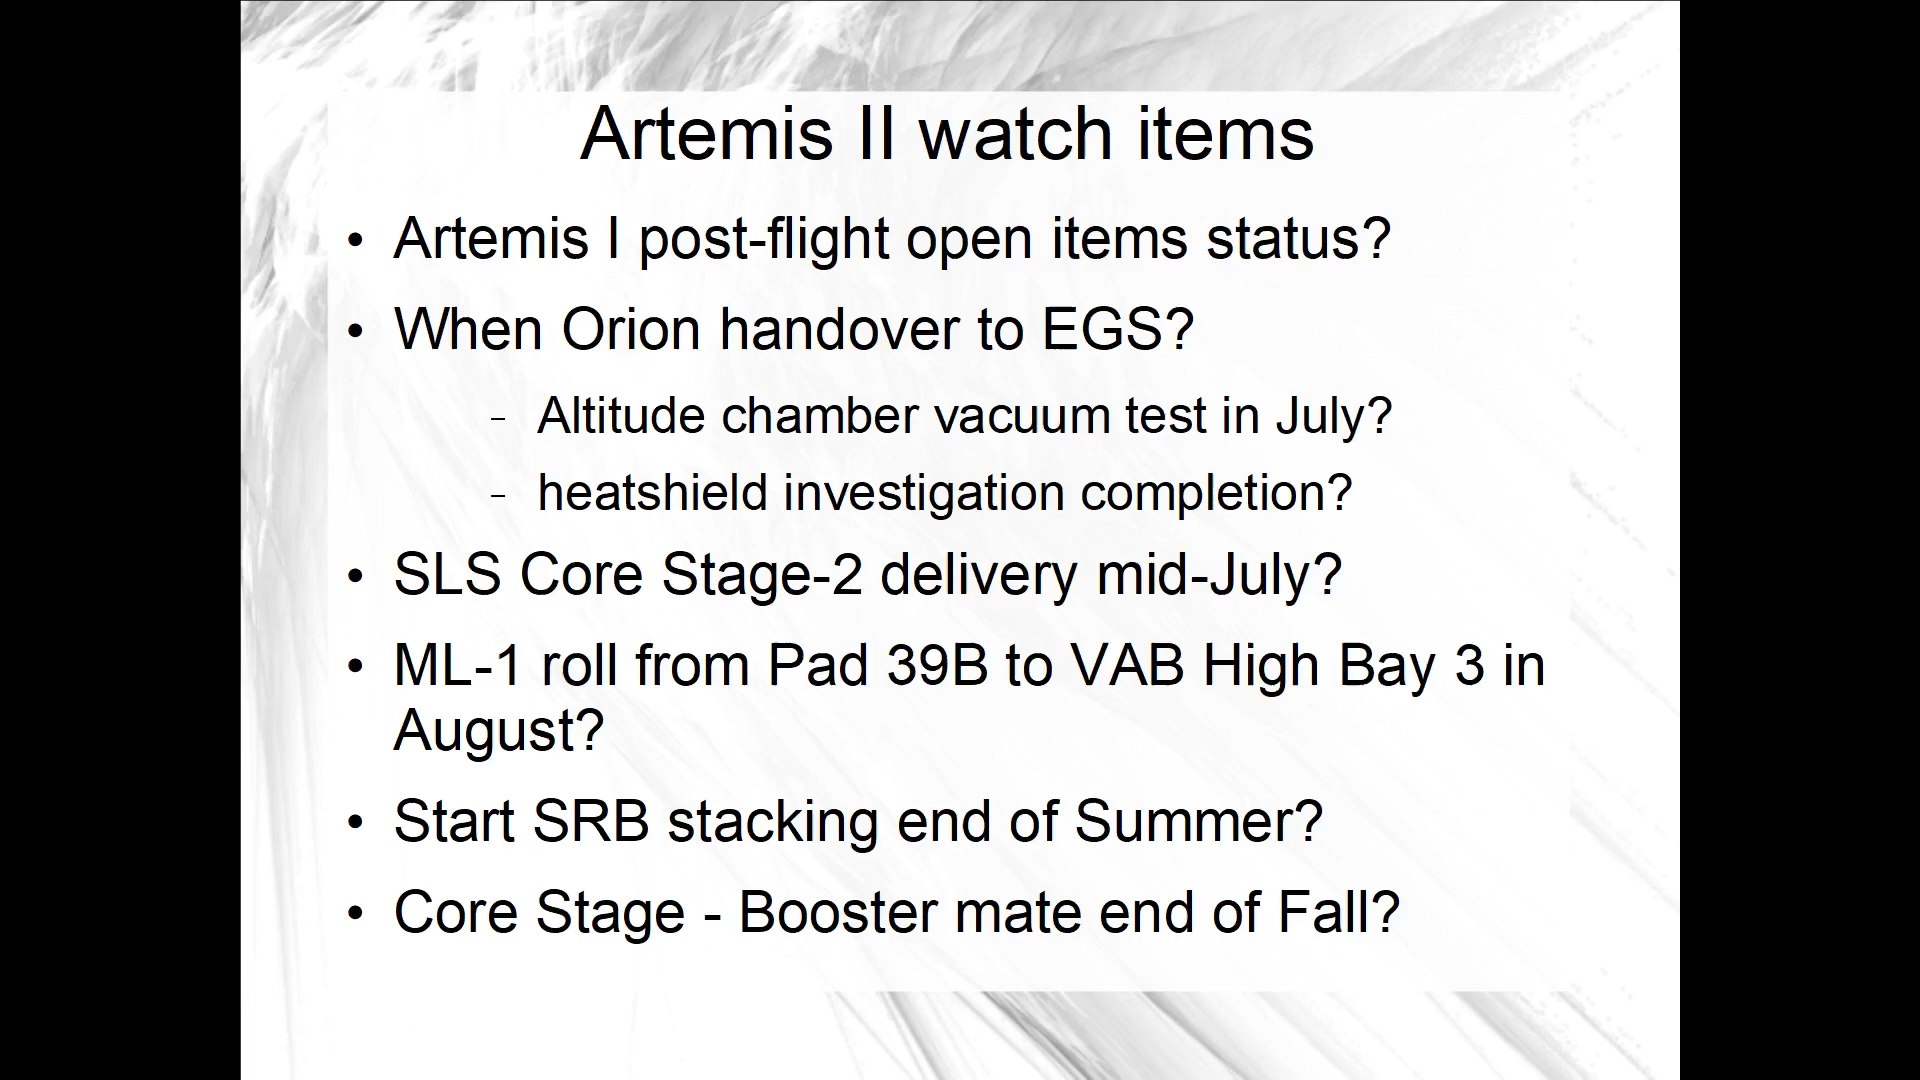 Artemis II watch items
• Artemis I post-flight open items status?
• When Orion handover to EGS?
– Altitude chamber vacuum test in July?
– heatshield investigation completion?
• SLS Core Stage-2 delivery mid-July?
• ML-1 roll from Pad 39B to VAB High Bay 3 in
August?
• Start SRB stacking end of Summer?
• Core Stage - Booster mate end of Fall?